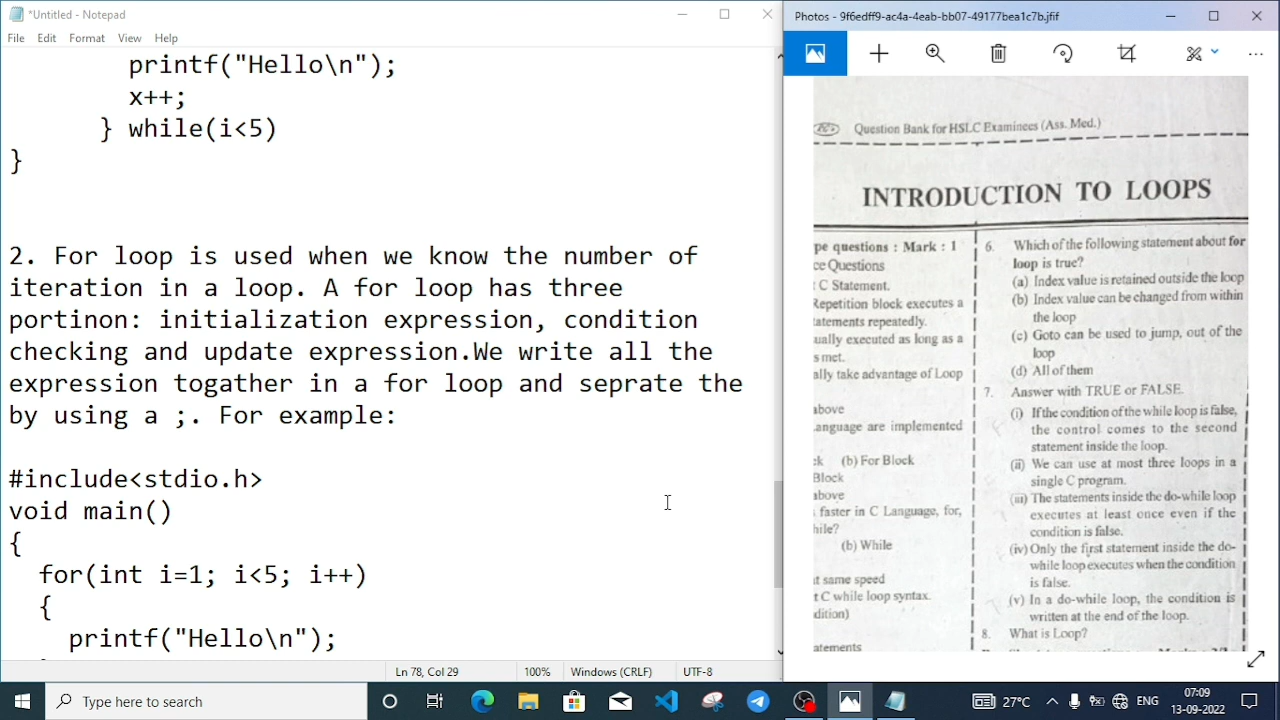 *Untitled - Notepad
File Edit Format View Help
printf("Hello\n");
x++;
} while(i<5)
}
2. For loop is used when we know the number of
iteration in a loop. A for loop has three
portinon: initialization expression, condition
checking and update expression.We write all the
expression togather in a for loop and seprate the
by using a ;. For example:
#include<stdio.h>
void main()
{
for(int i=1; i<5; i++)
{
printf("Hello\n");
Ln 78, Col 29 100% Windows (CRLF) UTF-8
Photos - 9f6edff9-ac4a-4eab-bb07-49177bea1c7b.jfif
Question Bank for HSLC Examinees (Ass. Med.)
INTRODUCTION TO LOOPS
pe questions : Mark : 1
ce Questions
C Statement.
Repetition block executes a
atements repeatedly.
ually executed as long as a
s met.
ally take advantage of Loop
above
anguage are implemented
ck (b) For Block
Block
above
faster in C Language, for,
hile?
(b) While
at same speed
t C while loop syntax.
dition)
atements
6. Which of the following statement about for
loop is true?
(a) Index value is retained outside the loop
(b) Index value can be changed from within
the loop
(c) Goto can be used to jump, out of the
loop
(d) All of them
7. Answer with TRUE or FALSE.
(i) If the condition of the while loop is false,
the control comes to the second
statement inside the loop.
(ii) We can use at most three loops in a
single C program.
(iii) The statements inside the do-while loop
executes at least once even if the
condition is false.
(iv) Only the first statement inside the do-
while loop executes when the condition
is false.
(v) In a do-while loop, the condition is
written at the end of the loop.
8. What is Loop?
Type here to search
27°C ENG 07:09
13-09-2022